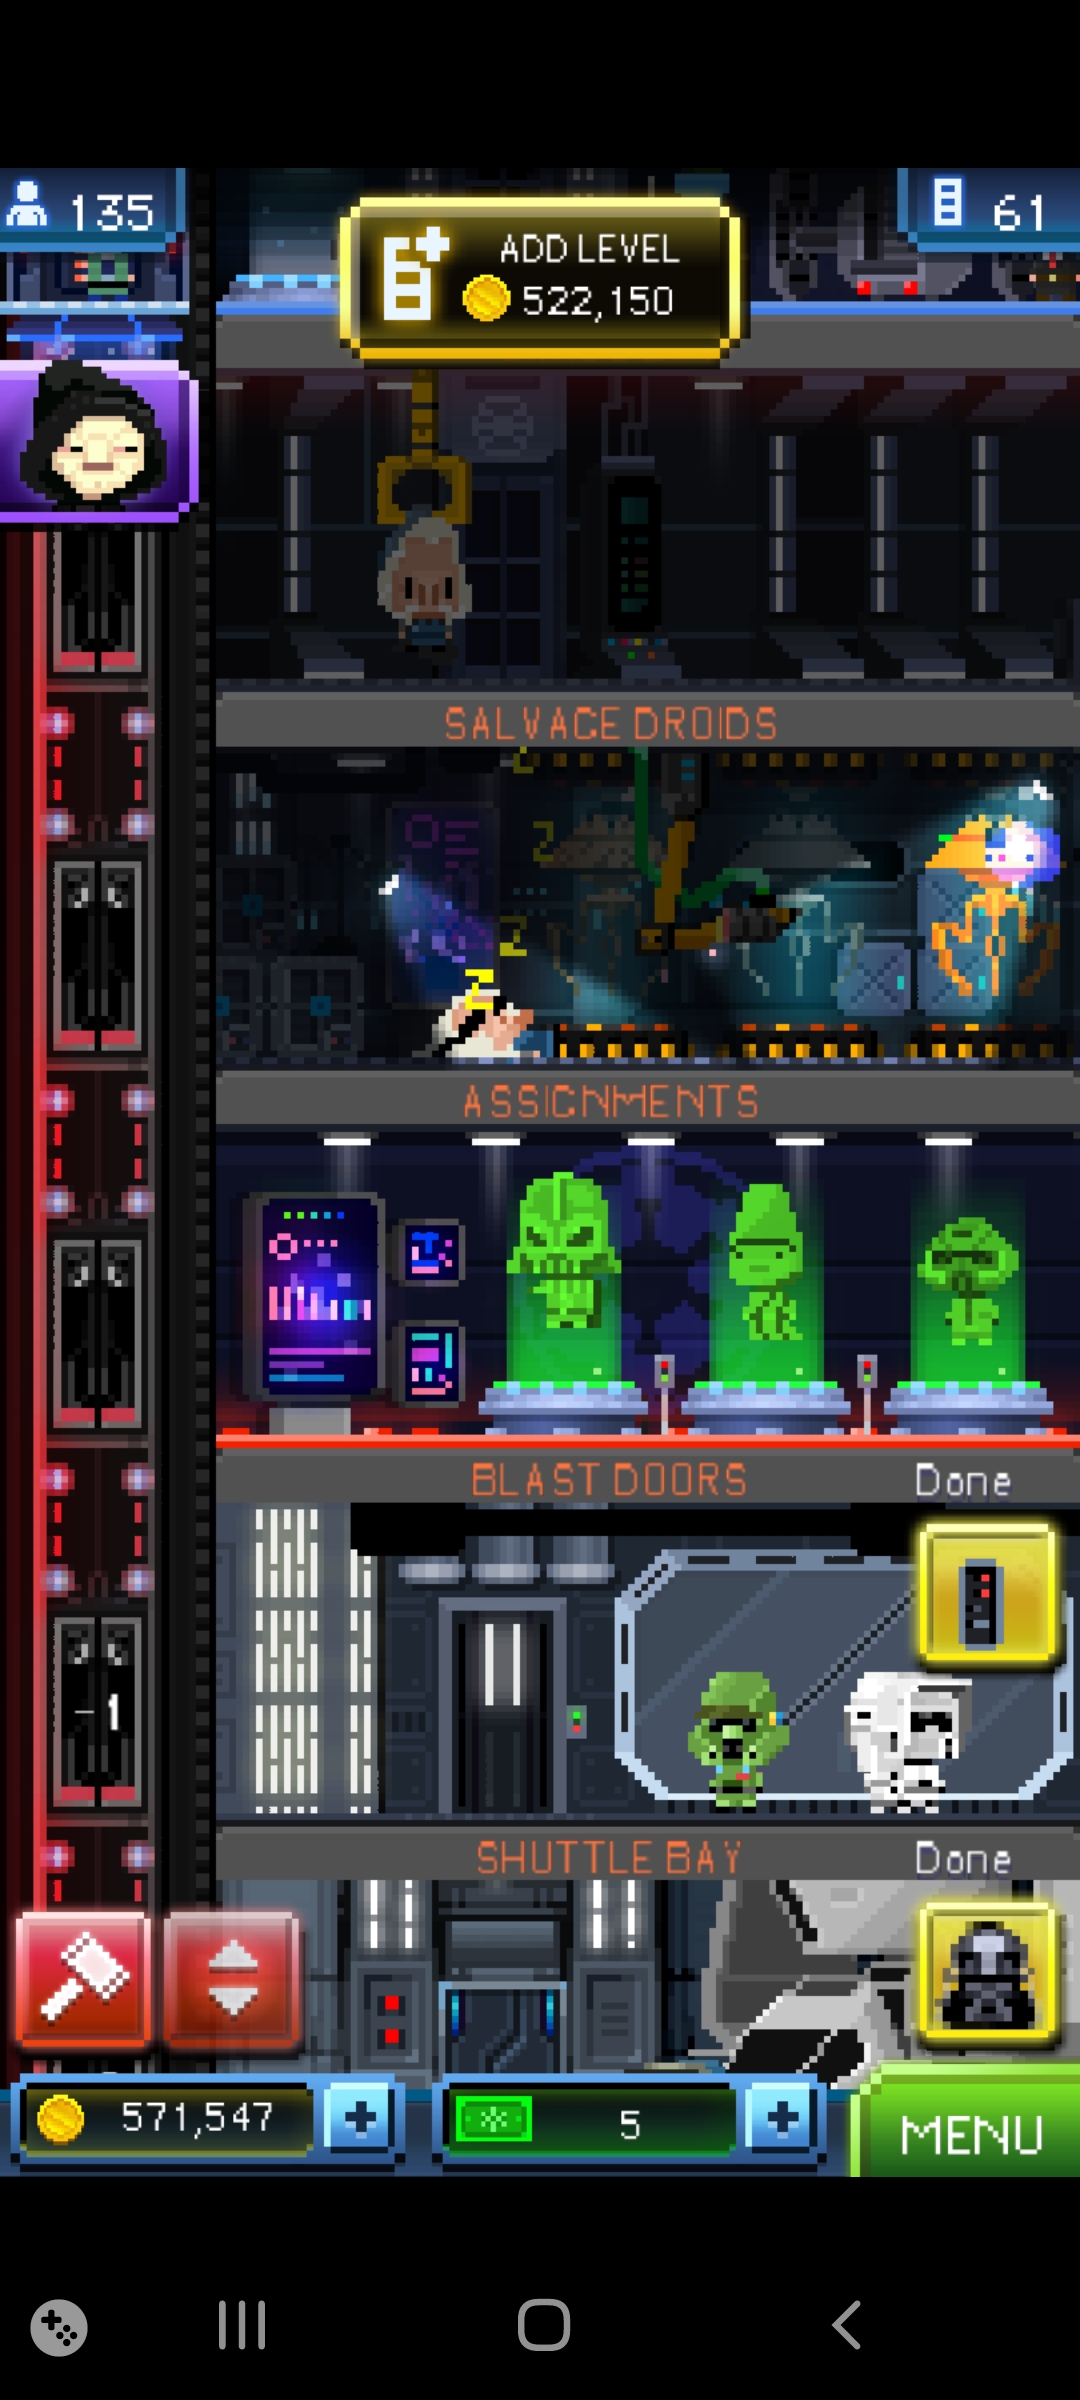 135
ADD LEVEL
522,150
61
SALVAGE DROIDS
Z
Z
Z
Z
ASSIGNMENTS
BLAST DOORS
Done
-1
SHUTTLE BAY
Done
571,547
5
MENU